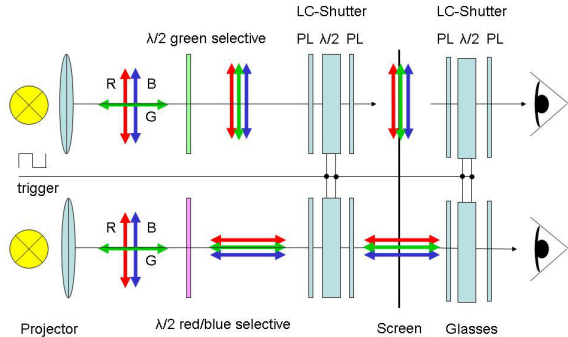 LC-Shutter LC-Shutter
λ/2 green selective PL λ/2 PL PL λ/2 PL
R B
G
trigger
R B
G
Projector λ/2 red/blue selective Screen Glasses